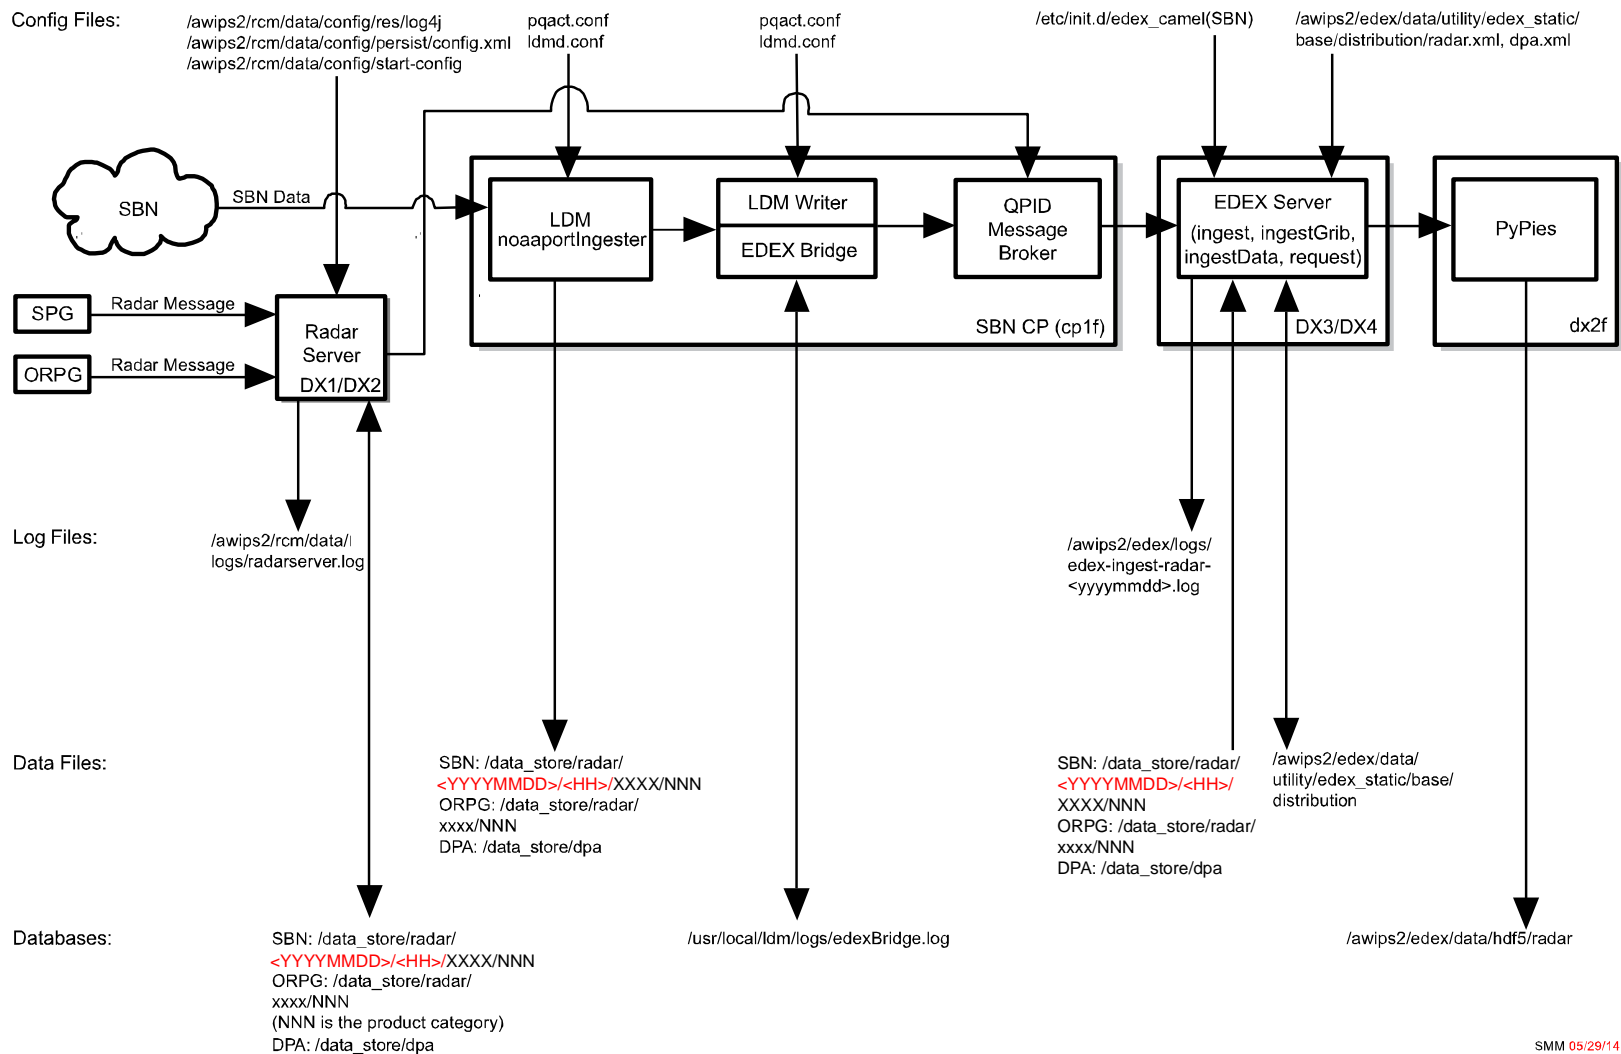 Config Files:
/awips2/rcm/data/config/res/log4j
/awips2/rcm/data/config/persist/config.xml
/awips2/rcm/data/config/start-config
pqact.conf
ldmd.conf
pqact.conf
ldmd.conf
/etc/init.d/edex_camel(SBN)
/awips2/edex/data/utility/edex_static/
base/distribution/radar.xml, dpa.xml
SBN
SBN Data
LDM
noaaportIngester
LDM Writer
EDEX Bridge
QPID
Message
Broker
SBN CP (cp1f)
EDEX Server
(ingest, ingestGrib,
ingestData, request)
DX3/DX4
PyPies
dx2f
SPG
Radar Message
ORPG
Radar Message
Radar
Server
DX1/DX2
Log Files:
/awips2/rcm/data/
logs/radarserver.log
/awips2/edex/logs/
edex-ingest-radar-
<yyyymmdd>.log
Data Files:
SBN: /data_store/radar/
<YYYYMMDD>/<HH>/XXXX/NNN
ORPG: /data_store/radar/
xxxx/NNN
DPA: /data_store/dpa
SBN: /data_store/radar/
<YYYYMMDD>/<HH>/
XXXX/NNN
ORPG: /data_store/radar/
xxxx/NNN
DPA: /data_store/dpa
/awips2/edex/data/
utility/edex_static/base/
distribution
Databases:
SBN: /data_store/radar/
<YYYYMMDD>/<HH>/XXXX/NNN
ORPG: /data_store/radar/
xxxx/NNN
(NNN is the product category)
DPA: /data_store/dpa
/usr/local/ldm/logs/edexBridge.log
/awips2/edex/data/hdf5/radar
SMM 05/29/14